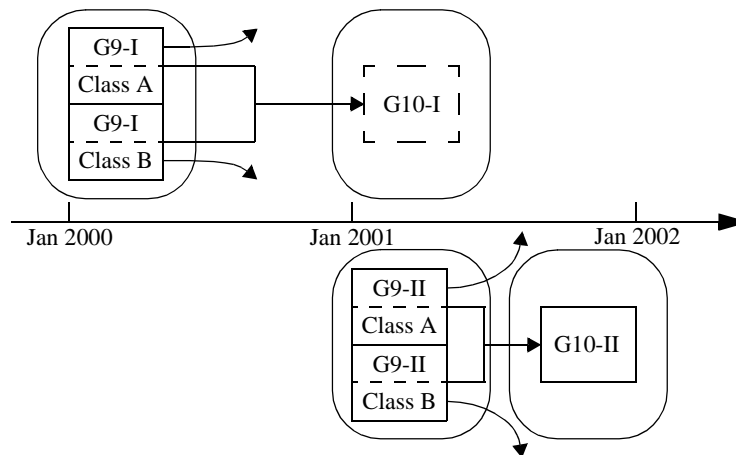 G9-I
Class A
G9-I
Class B
G10-I
Jan 2000
Jan 2001
Jan 2002
G9-II
Class A
G9-II
Class B
G10-II